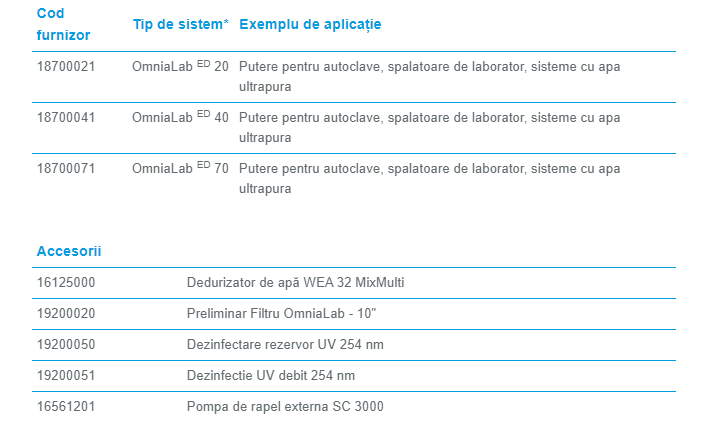 Cod furnizor Tip de sistem* Exemplu de aplicație
18700021 OmniaLab ED 20 Putere pentru autoclave, spalatoare de laborator, sisteme cu apa
ultrapura
18700041 OmniaLab ED 40 Putere pentru autoclave, spalatoare de laborator, sisteme cu apa
ultrapura
18700071 OmniaLab ED 70 Putere pentru autoclave, spalatoare de laborator, sisteme cu apa
ultrapura
Accesorii
16125000 Dedurizator de apă WEA 32 MixMulti
19200020 Preliminar Filtru OmniaLab - 10"
19200050 Dezinfectare rezervor UV 254 nm
19200051 Dezinfectie UV debit 254 nm
16561201 Pompa de rapel externa SC 3000